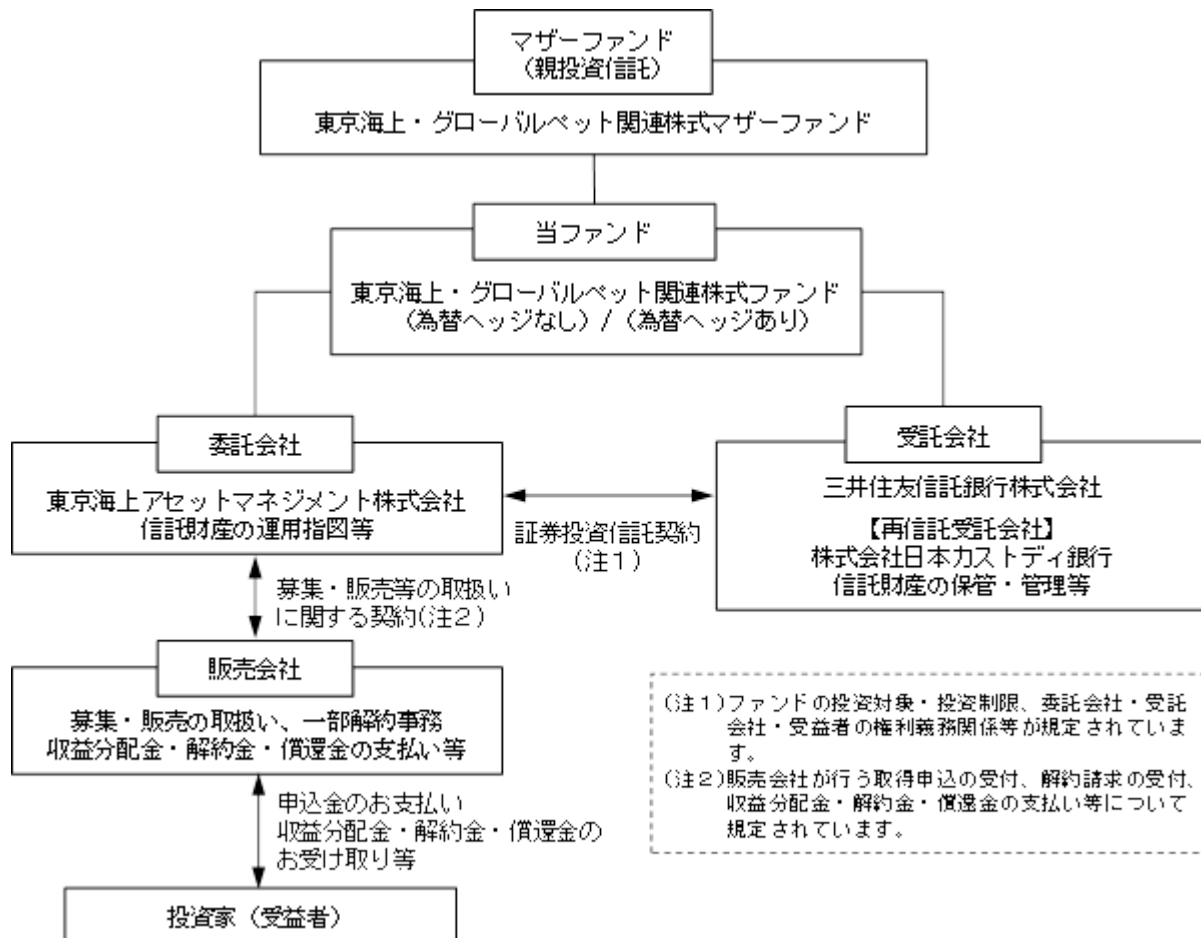 マザーファンド
(親投資信託)
東京海上・グローバルペット関連株式マザーファンド
当ファンド
東京海上・グローバルペット関連株式ファンド
(為替ヘッジなし)/(為替ヘッジあり)
委託会社
東京海上アセットマネジメント株式会社
信託財産の運用指図等
証券投資信託契約
(注1)
受託会社
三井住友信託銀行株式会社
【再信託受託会社】
株式会社日本カストディ銀行
信託財産の保管・管理等
募集・販売等の取扱い
に関する契約(注2)
販売会社
募集・販売の取扱い、一部解約事務
収益分配金・解約金・償還金の支払い等
申込金のお支払い
収益分配金・解約金・償還金の
お受け取り等
投資家(受益者)
(注1)ファンドの投資対象・投資制限、委託会社・受託
会社・受益者の権利義務関係等が規定されていま
す。
(注2)販売会社が行う取得申込の受付、解約請求の受付、
収益分配金・解約金・償還金の支払い等について
規定されています。